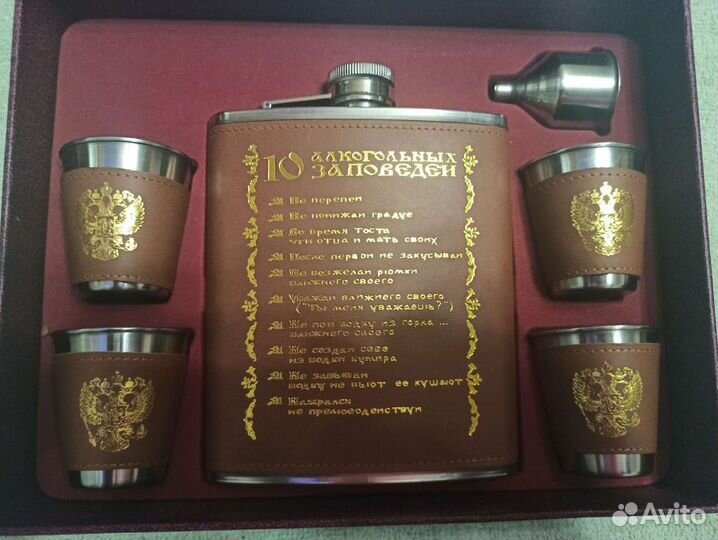 10 АЛКОГОЛЬНЫХ
ЗАПОВЕДЕЙ
Не перепей
Не понижай градус
Во время тоста
чти отца и мать своих
После первой не закусывай
Не возжелай рюмки
ближнего своего
Уважай ближнего своего
("Ты меня уважаешь?")
Не пей водку из горла ...
ближнего своего
Не создай себе
из водки кумира
Не забывай
водку не пьют ее кушают
Нажрался
не прелюбодействуй
Avito